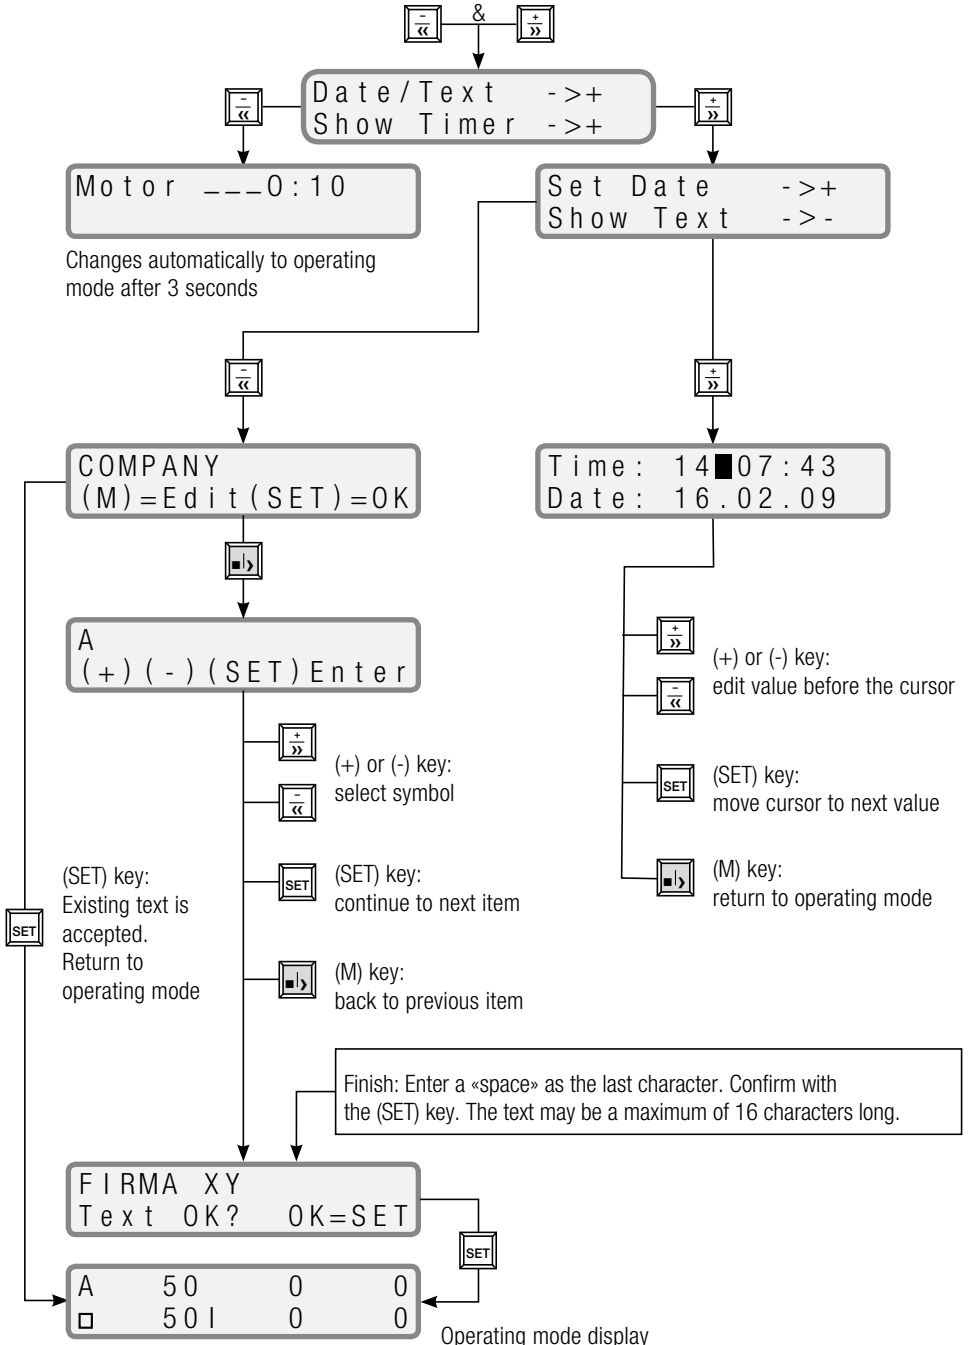 - «
&
+ »
Date/Text ->+
Show Timer ->+
- «
+ »
Motor ___0:10
Set Date ->+
Show Text ->-
Changes automatically to operating
mode after 3 seconds
- «
+ »
COMPANY
(M)=Edit(SET)=OK
Time: 14 07:43
Date: 16.02.09
A
(+)(-)(SET)Enter
+ »
- «
(+) or (-) key:
edit value before the cursor
+ »
- «
(+) or (-) key:
select symbol
SET
(SET) key:
move cursor to next value
(M) key:
return to operating mode
SET
(SET) key:
Existing text is
accepted.
Return to
operating mode
SET
(SET) key:
continue to next item
(M) key:
back to previous item
Finish: Enter a «space» as the last character. Confirm with
the (SET) key. The text may be a maximum of 16 characters long.
FIRMA XY
Text OK? OK=SET
SET
A 50 0 0
50I 0 0
Operating mode display